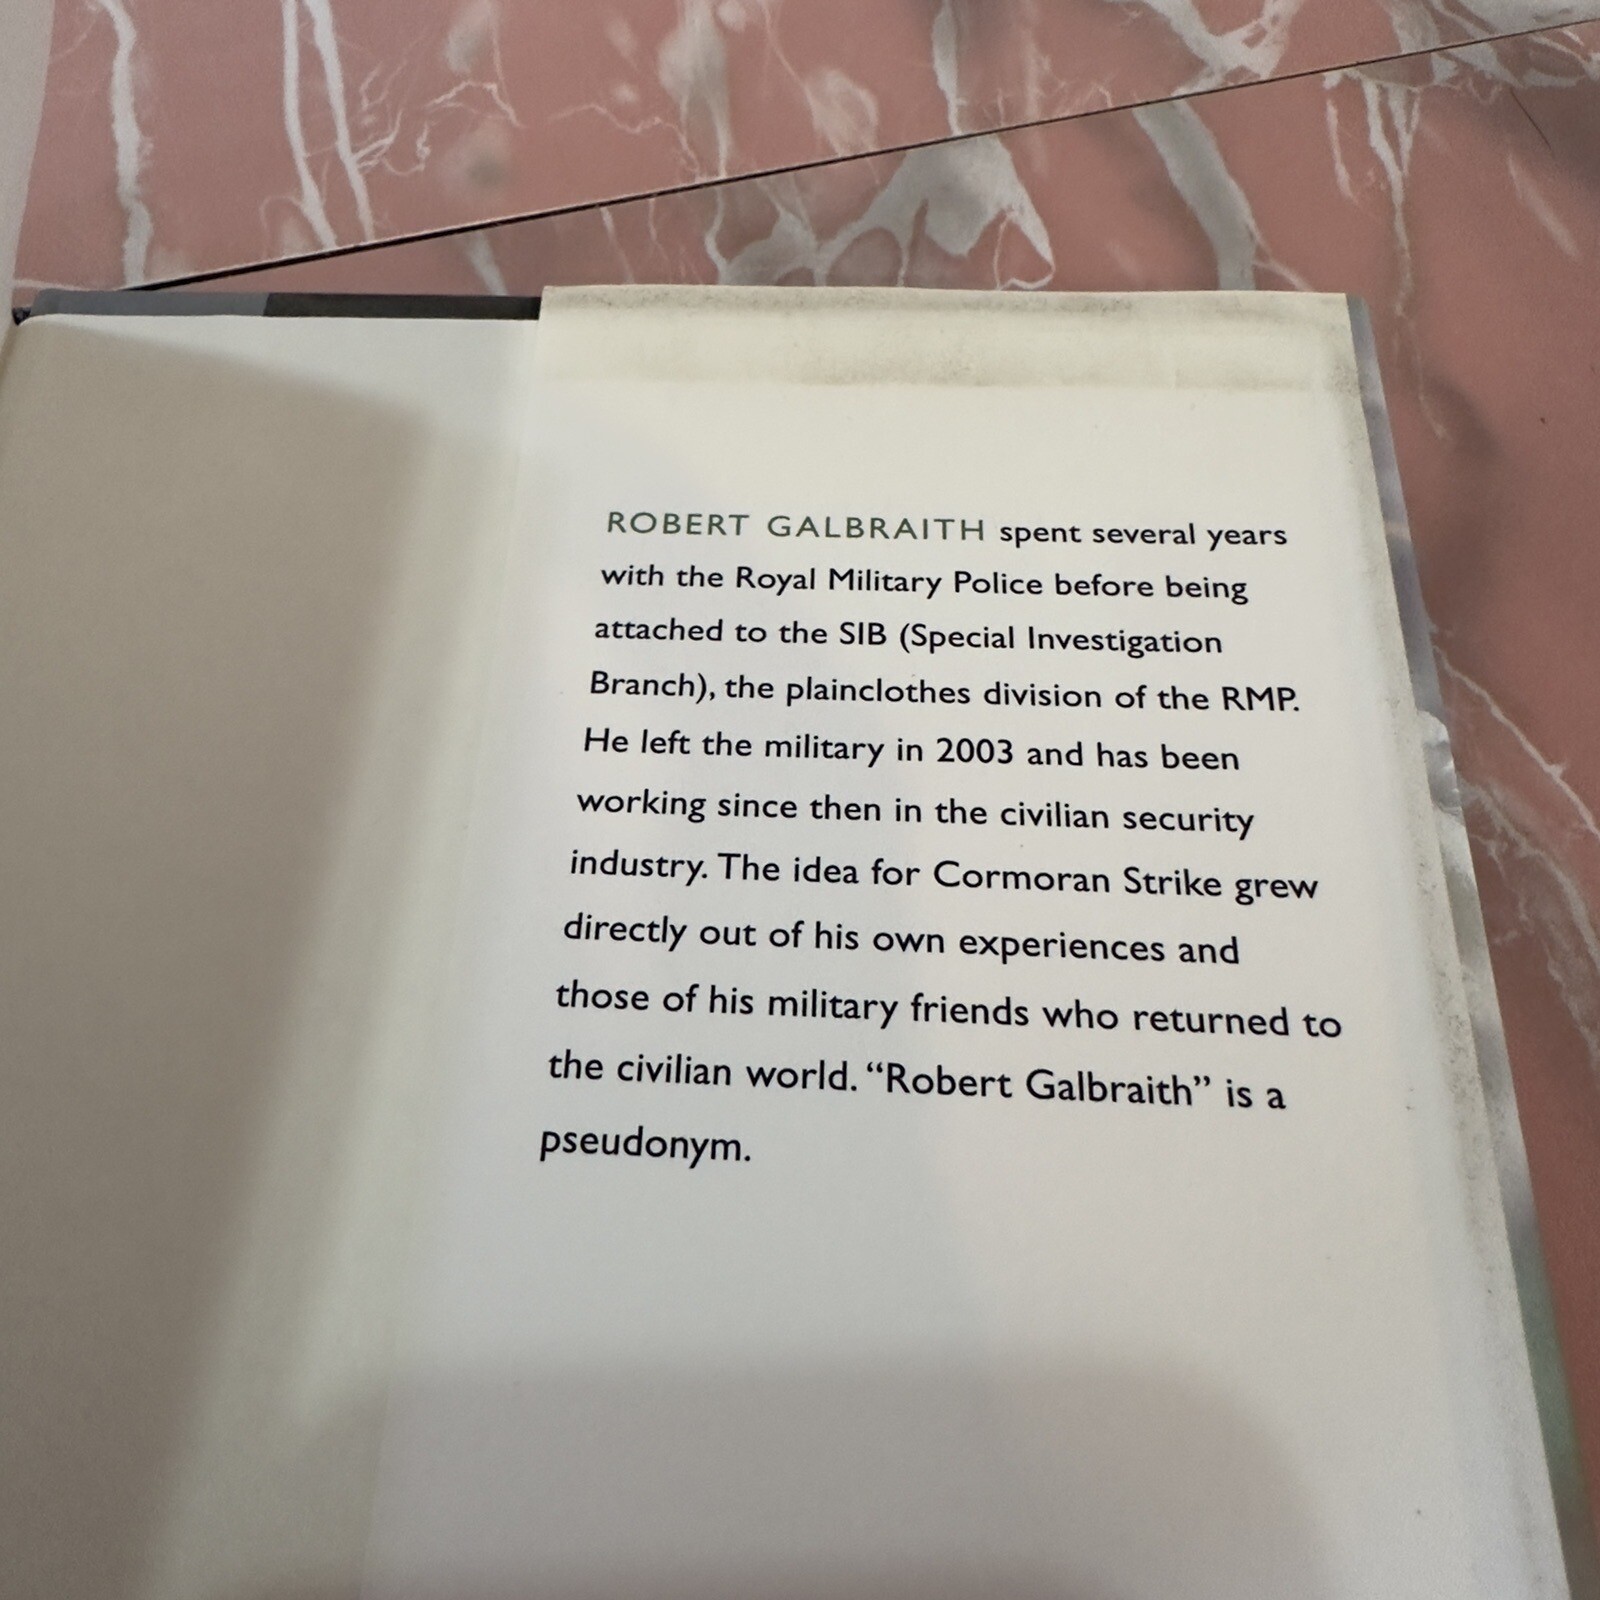 ROBERT GALBRAITH spent several years
with the Royal Military Police before being
attached to the SIB (Special Investigation
Branch), the plainclothes division of the RMP.
He left the military in 2003 and has been
working since then in the civilian security
industry. The idea for Cormoran Strike grew
directly out of his own experiences and
those of his military friends who returned to
the civilian world. “Robert Galbraith” is a
pseudonym.